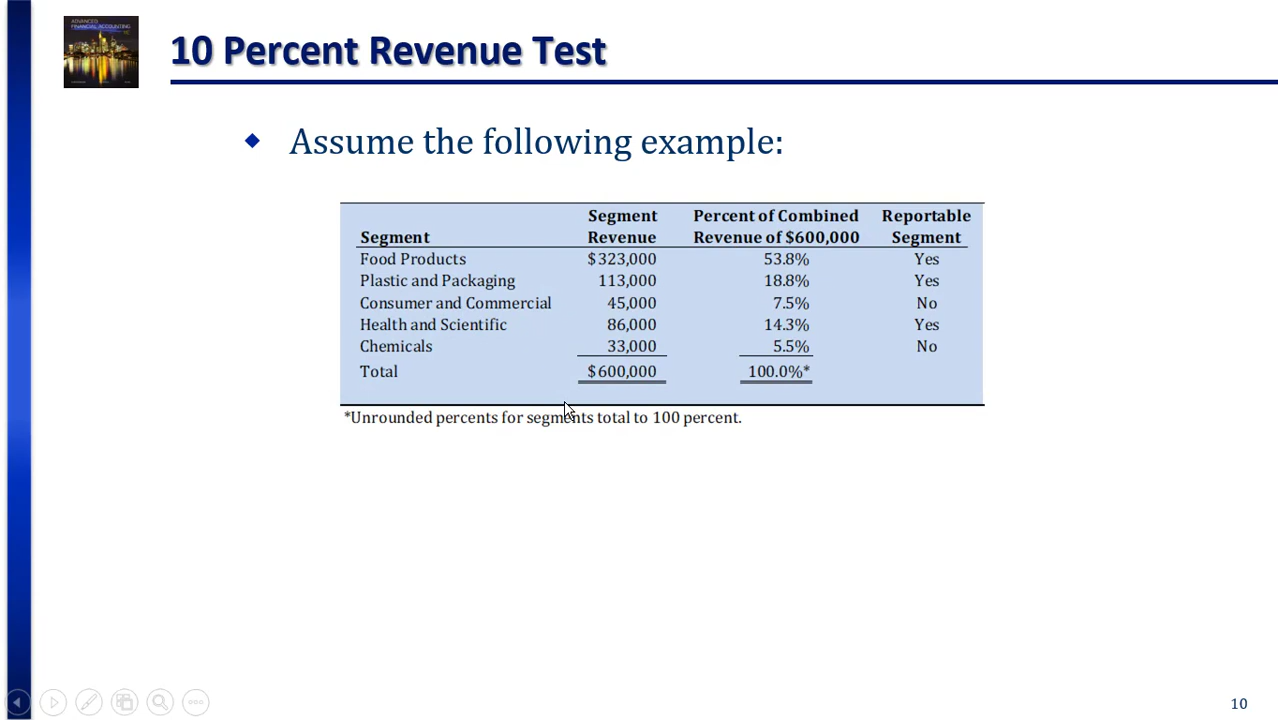 ADVANCED
FINANCIAL ACCOUNTING
10 Percent Revenue Test
Assume the following example:
Segment Percent of Combined Reportable
Segment Revenue Revenue of $600,000 Segment
Food Products $323,000 53.8% Yes
Plastic and Packaging 113,000 18.8% Yes
Consumer and Commercial 45,000 7.5% No
Health and Scientific 86,000 14.3% Yes
Chemicals 33,000 5.5% No
Total $600,000 100.0%*
*Unrounded percents for segments total to 100 percent.
10